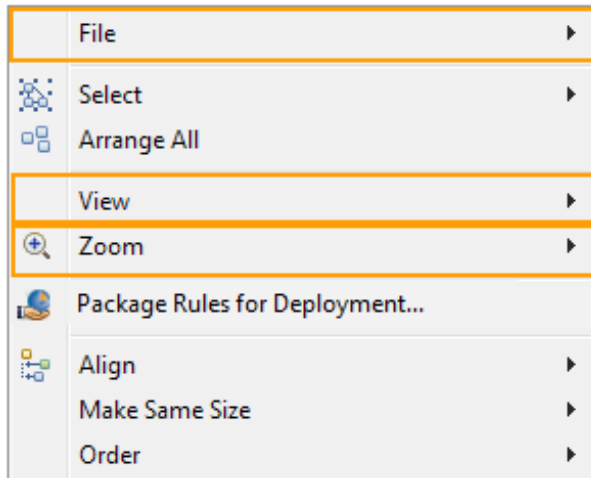 File
Select
Arrange All
View
Zoom
Package Rules for Deployment...
Align
Make Same Size
Order